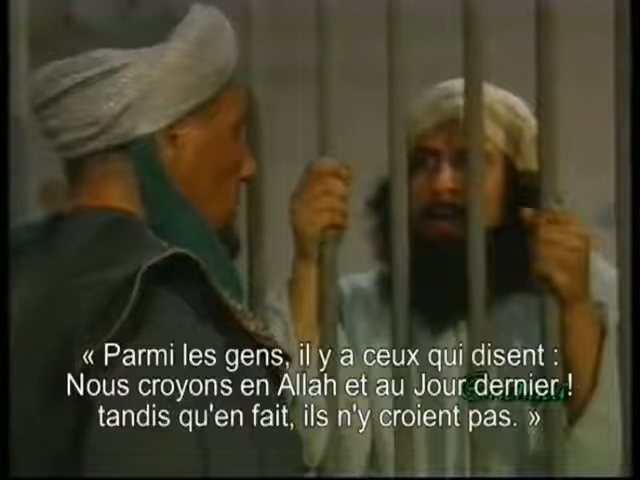 « Parmi les gens, il y a ceux qui disent :
Nous croyons en Allah et au Jour dernier !
tandis qu'en fait, ils n'y croient pas. »